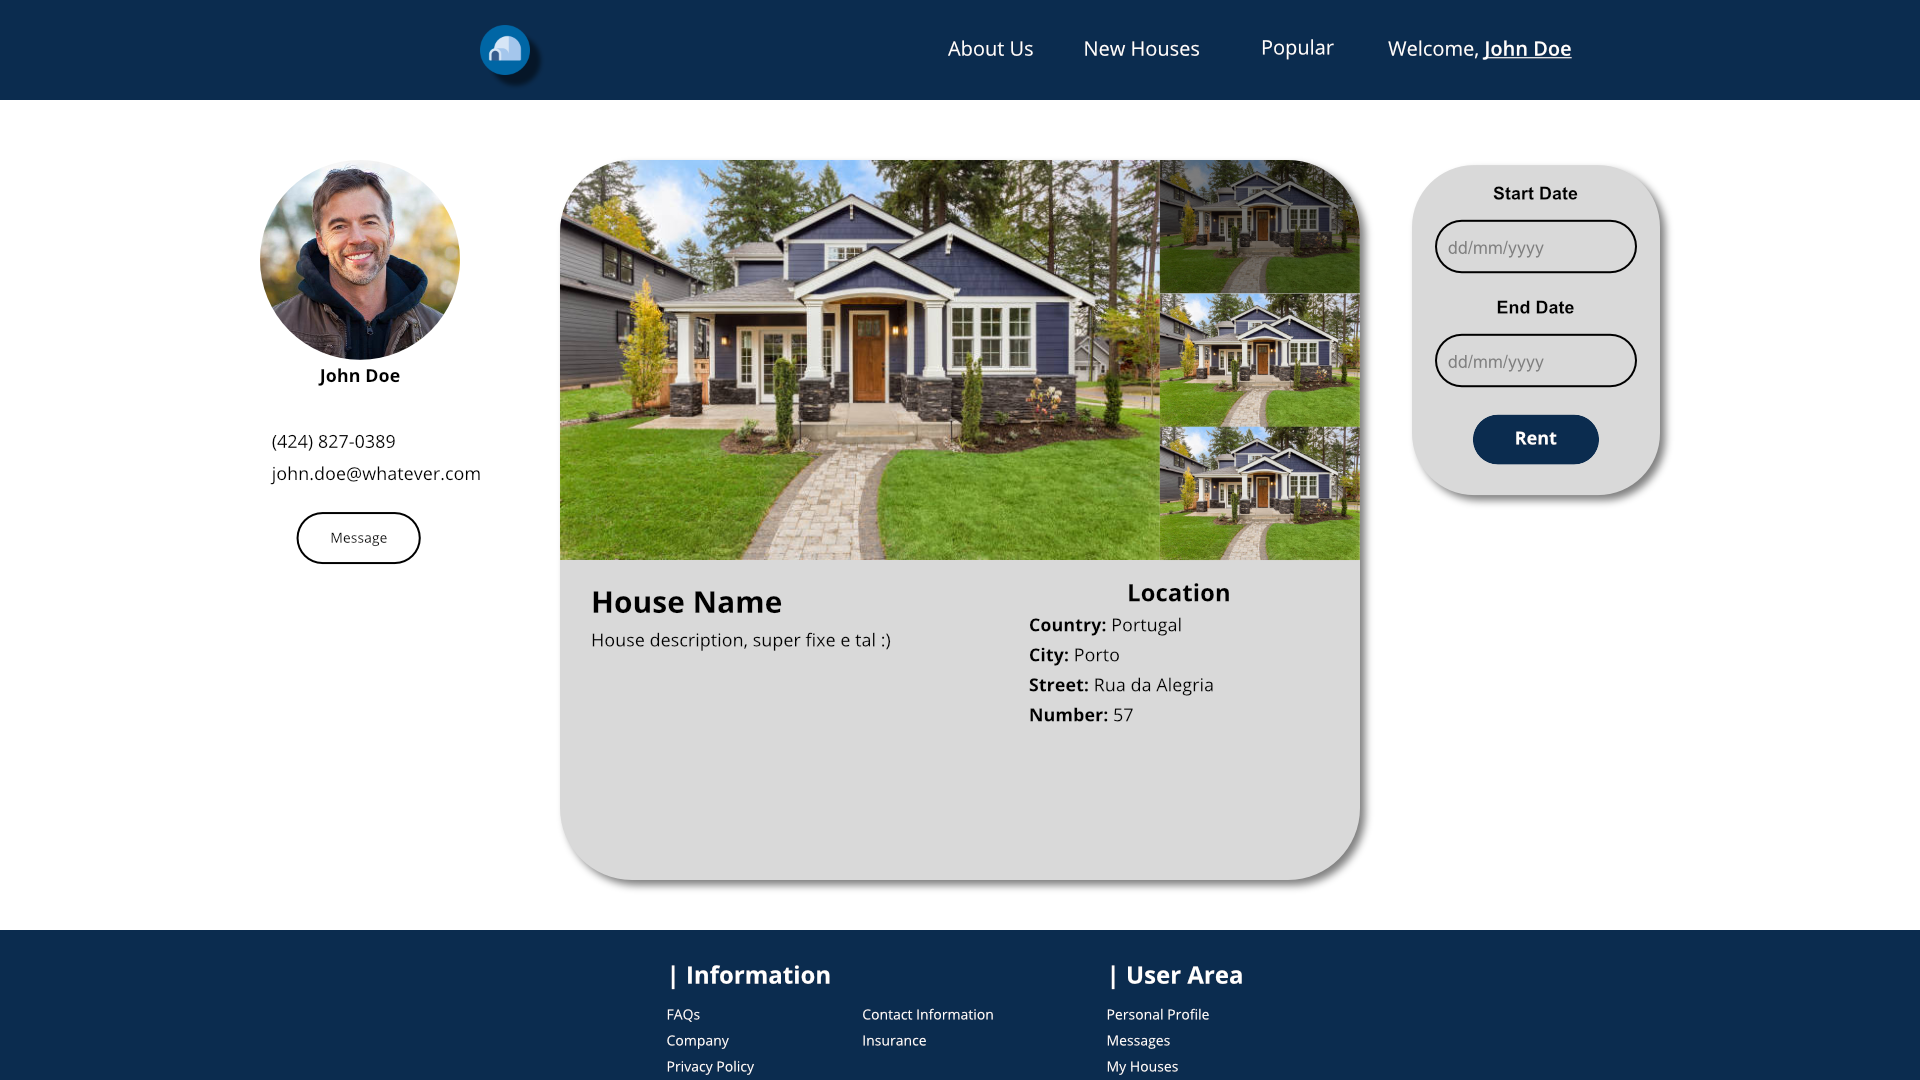 About Us
New Houses
Popular
Welcome, John Doe
John Doe
(424) 827-0389
john.doe@whatever.com
Message
House Name
House description, super fixe e tal :)
Location
Country: Portugal
City: Porto
Street: Rua da Alegria
Number: 57
Start Date
dd/mm/yyyy
End Date
dd/mm/yyyy
Rent
| Information
FAQs
Company
Privacy Policy
Contact Information
Insurance
| User Area
Personal Profile
Messages
My Houses